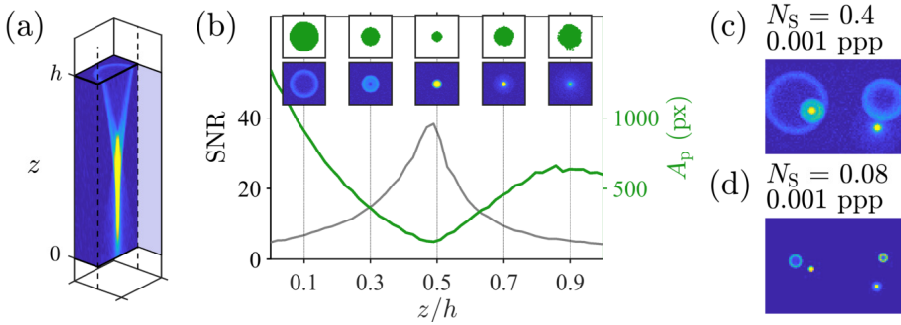 (a)
h
z
0
(b)
SNR
40
20
0
1000
500
A_p (px)
0.1 0.3 0.5 0.7 0.9
z/h
(c)
N_S = 0.4
0.001 ppp
(d)
N_S = 0.08
0.001 ppp